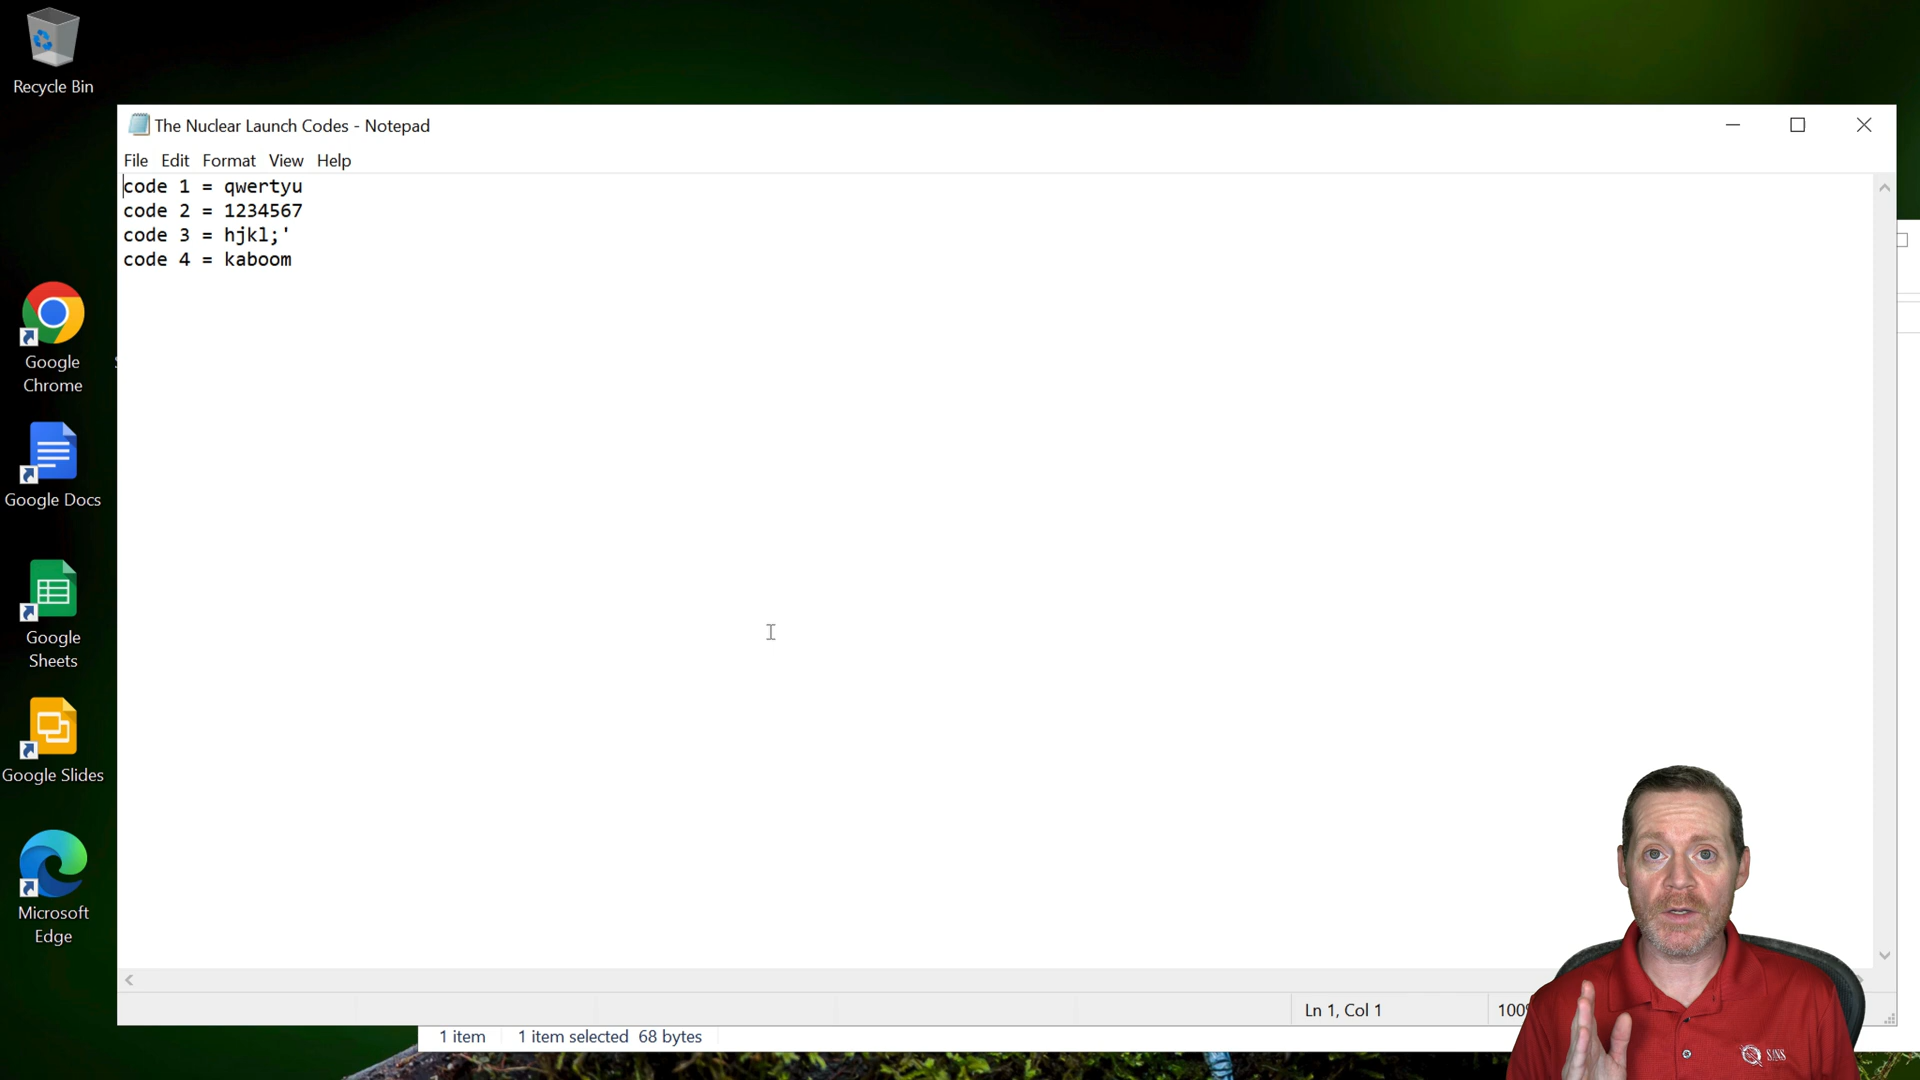 Recycle Bin
The Nuclear Launch Codes - Notepad
File Edit Format View Help
code 1 = qwertyu
code 2 = 1234567
code 3 = hjkl;'
code 4 = kaboom
Google
Chrome
Google Docs
Google
Sheets
Google Slides
Microsoft
Edge
Ln 1, Col 1
100%
1 item
1 item selected 68 bytes
SANS